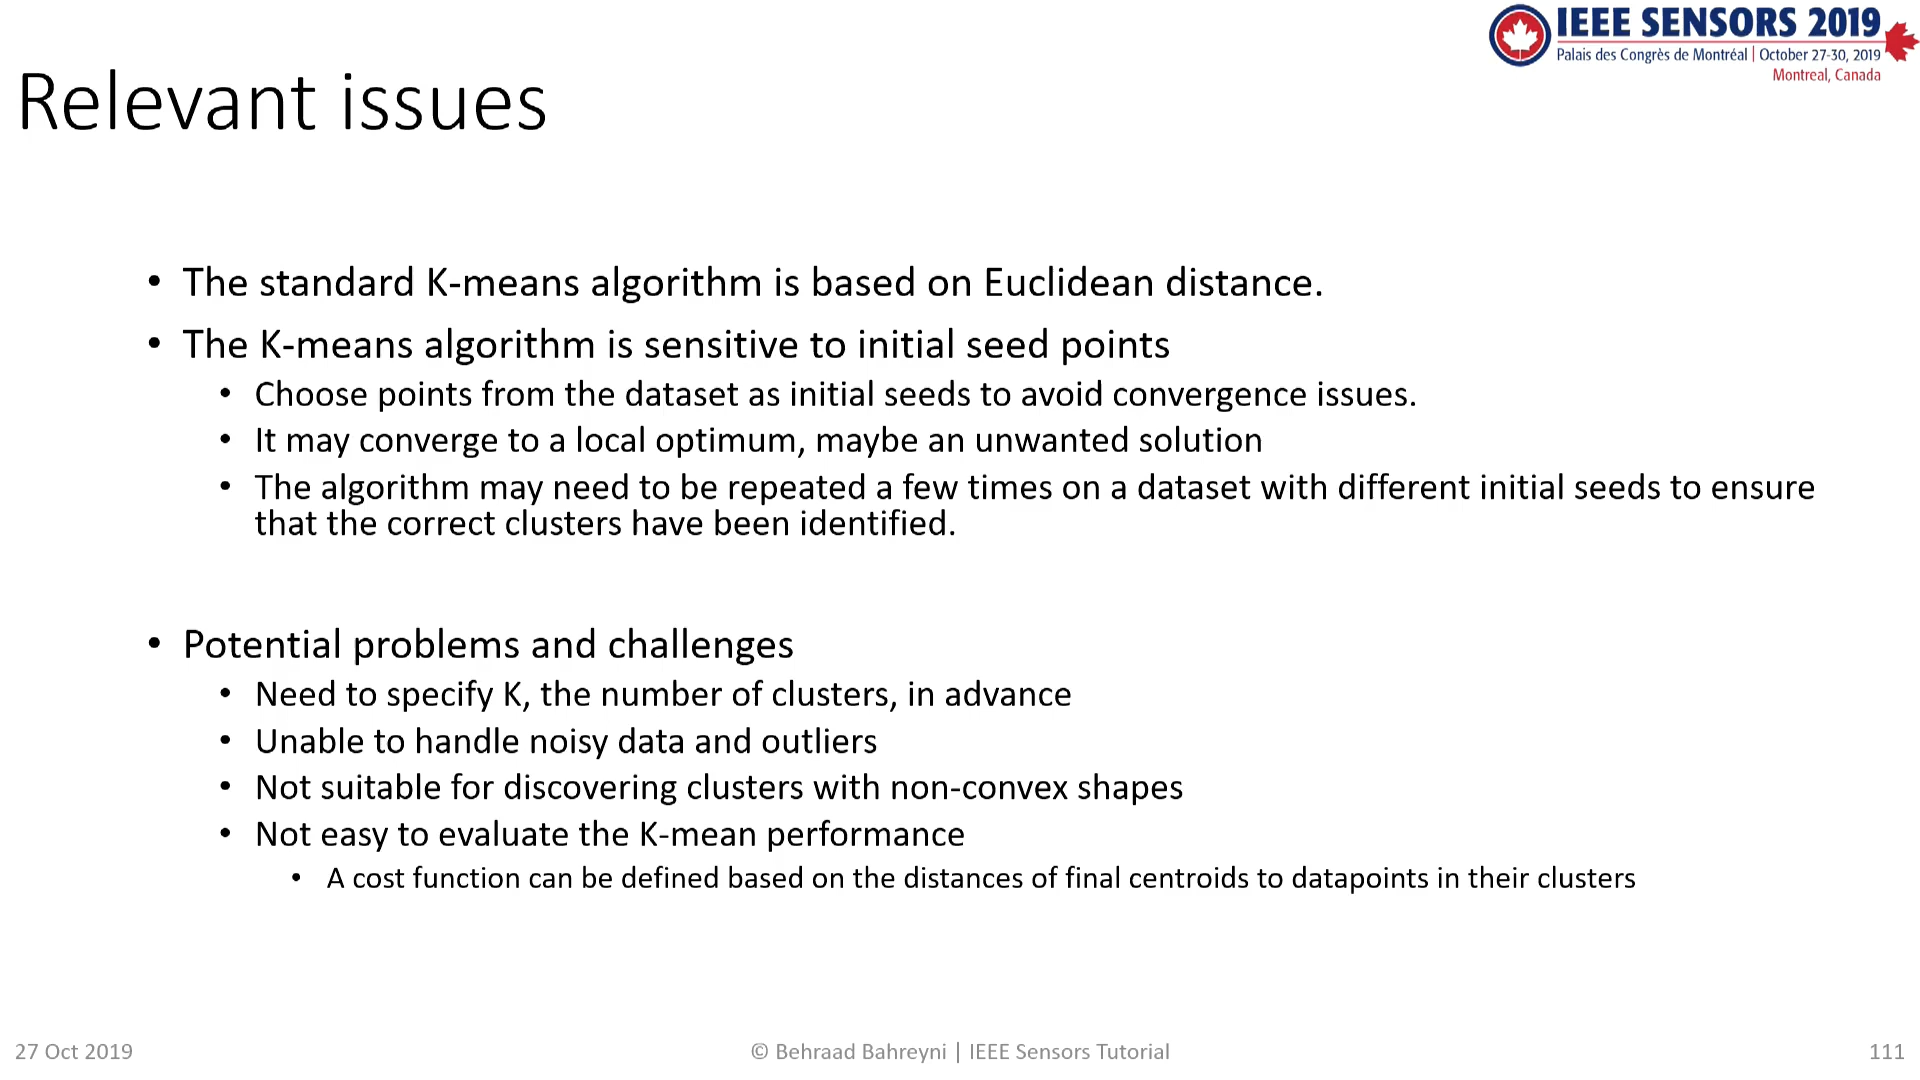 IEEE SENSORS 2019
Palais des Congrès de Montréal | October 27-30, 2019
Montreal, Canada
Relevant issues
• The standard K-means algorithm is based on Euclidean distance.
• The K-means algorithm is sensitive to initial seed points
• Choose points from the dataset as initial seeds to avoid convergence issues.
• It may converge to a local optimum, maybe an unwanted solution
• The algorithm may need to be repeated a few times on a dataset with different initial seeds to ensure
that the correct clusters have been identified.
• Potential problems and challenges
• Need to specify K, the number of clusters, in advance
• Unable to handle noisy data and outliers
• Not suitable for discovering clusters with non-convex shapes
• Not easy to evaluate the K-mean performance
• A cost function can be defined based on the distances of final centroids to datapoints in their clusters
27 Oct 2019
© Behraad Bahreyni | IEEE Sensors Tutorial
111